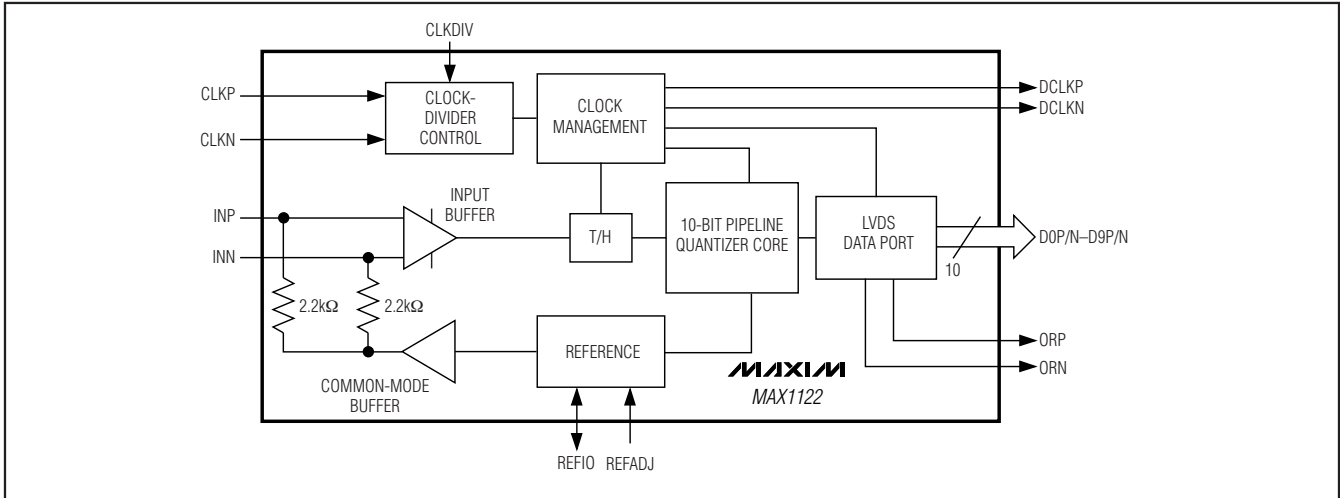 CLKDIV
CLKP
CLKN
CLOCK-
DIVIDER
CONTROL
CLOCK
MANAGEMENT
DCLKP
DCLKN
INP
INN
INPUT
BUFFER
T/H
10-BIT PIPELINE
QUANTIZER CORE
LVDS
DATA PORT
10
D0P/N–D9P/N
2.2kΩ
2.2kΩ
COMMON-MODE
BUFFER
REFERENCE
MAXIM
MAX1122
ORP
ORN
REFIO
REFADJ